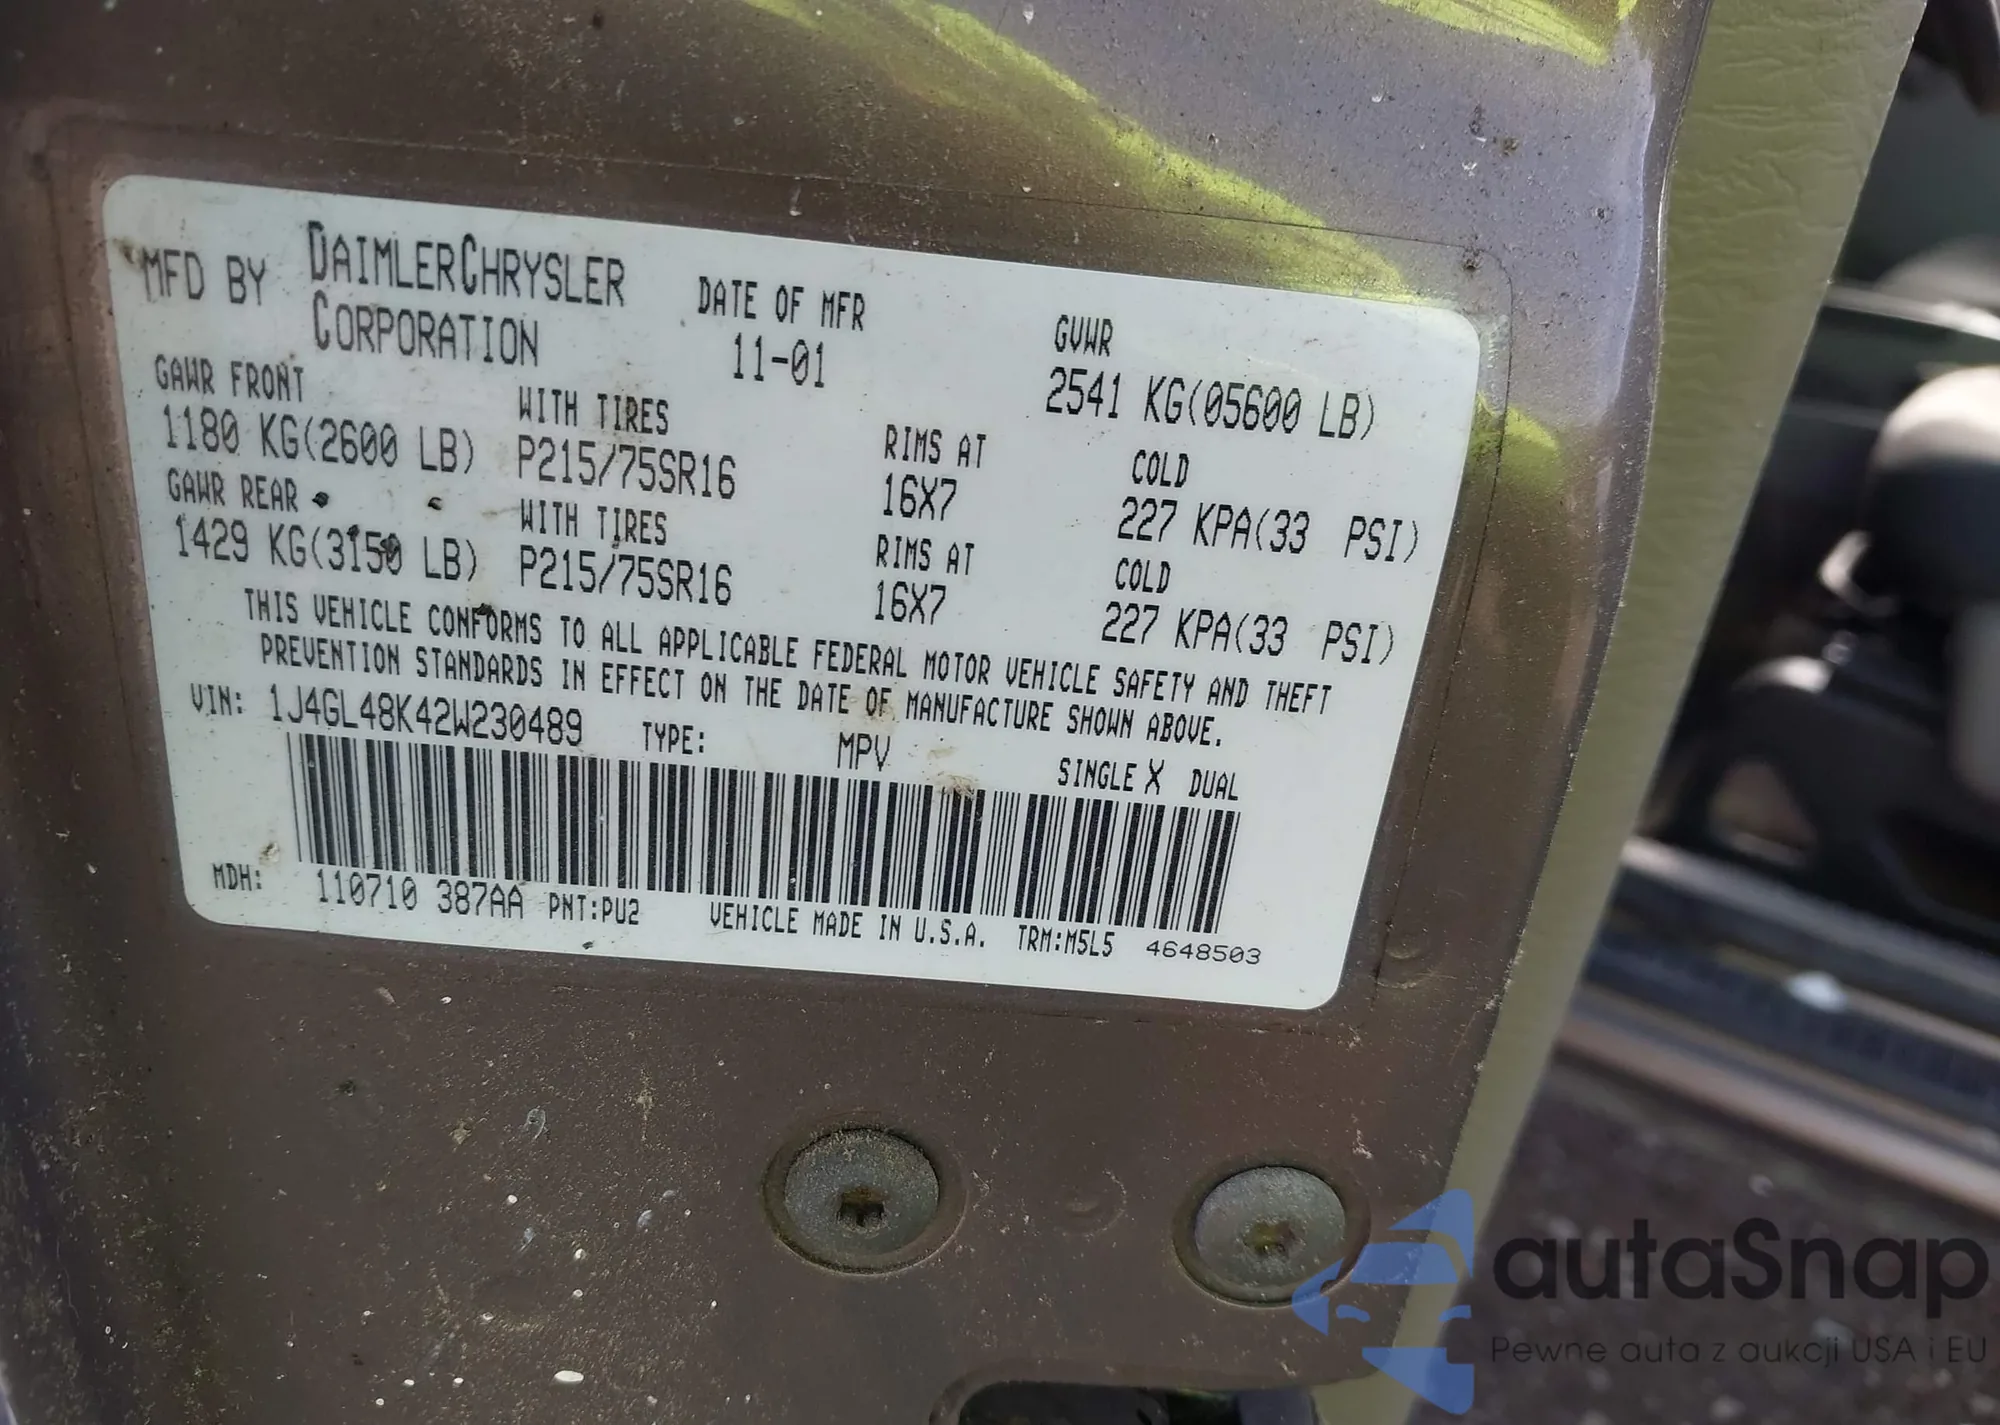 MFD BY DAIMLERCHRYSLER CORPORATION DATE OF MFR 11-01 GVWR 2541 KG(05600 LB)
GAWR FRONT WITH TIRES RIMS AT COLD
1180 KG(2600 LB) P215/75SR16 16X7 227 KPA(33 PSI)
GAWR REAR WITH TIRES RIMS AT COLD
1429 KG(3150 LB) P215/75SR16 16X7 227 KPA(33 PSI)
THIS VEHICLE CONFORMS TO ALL APPLICABLE FEDERAL MOTOR VEHICLE SAFETY AND THEFT
PREVENTION STANDARDS IN EFFECT ON THE DATE OF MANUFACTURE SHOWN ABOVE.
VIN: 1J4GL48K42W230489 TYPE: MPV SINGLE X DUAL
MDH: 110710 387AA PNT:PU2 VEHICLE MADE IN U.S.A. TRM:M5L5 4648503
autaSnap
Pewne auta z aukcji USA i EU